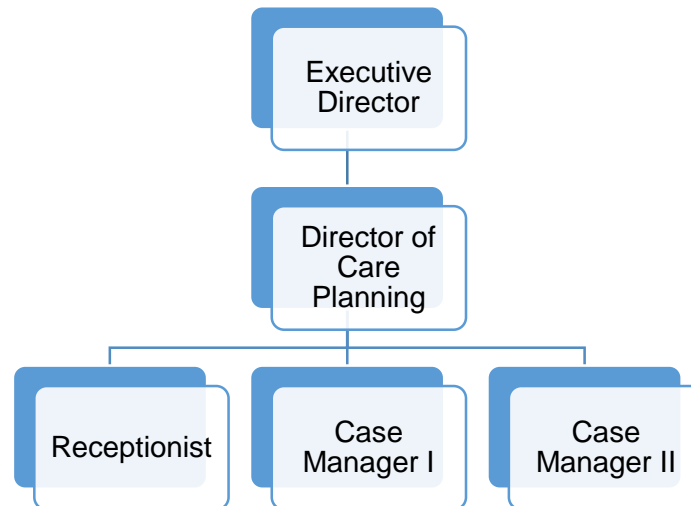 Executive
Director
Director of
Care
Planning
Receptionist
Case
Manager I
Case
Manager II